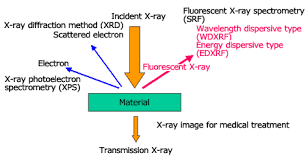 Incident X-ray
Fluorescent X-ray spectrometry
(SRF)
X-ray diffraction method (XRD)
Scattered electron
Wavelength dispersive type
(WDXRF)
Energy dispersive type
(EDXRF)
Electron
Fluorescent X-ray
X-ray photoelectron
spectrometry (XPS)
Material
X-ray image for medical treatment
Transmission X-ray